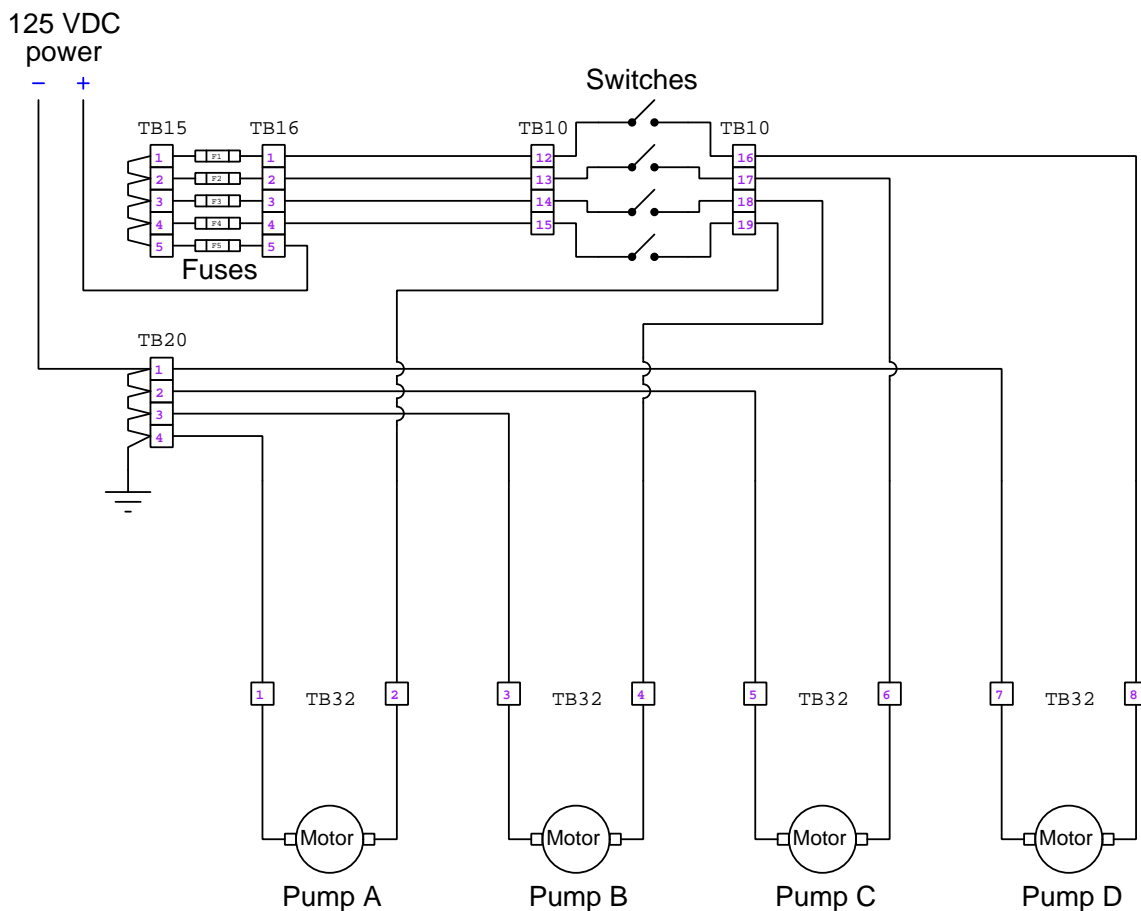 125 VDC
power
− +
Switches
TB15 TB16 TB10 TB10
1 F1 1 12 16
2 F2 2 13 17
3 F3 3 14 18
4 F4 4 15 19
5 F5 5
Fuses
TB20
1
2
3
4
1 TB32 2 3 TB32 4 5 TB32 6 7 TB32 8
Motor Motor Motor Motor
Pump A Pump B Pump C Pump D